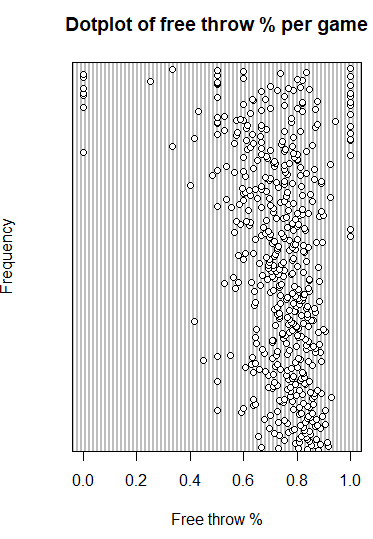 Dotplot of free throw % per game
Frequency
0.0 0.2 0.4 0.6 0.8 1.0
Free throw %